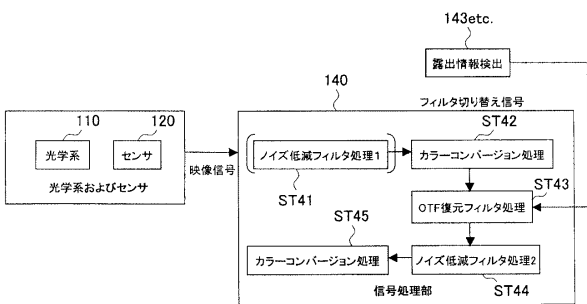 143etc.
露出情報検出
140
フィルタ切り替え信号
110
120
光学系
センサ
光学系およびセンサ
映像信号
ノイズ低減フィルタ処理1
ST41
ST42
カラーコンバージョン処理
ST43
OTF復元フィルタ処理
ST45
カラーコンバージョン処理
ノイズ低減フィルタ処理2
ST44
信号処理部